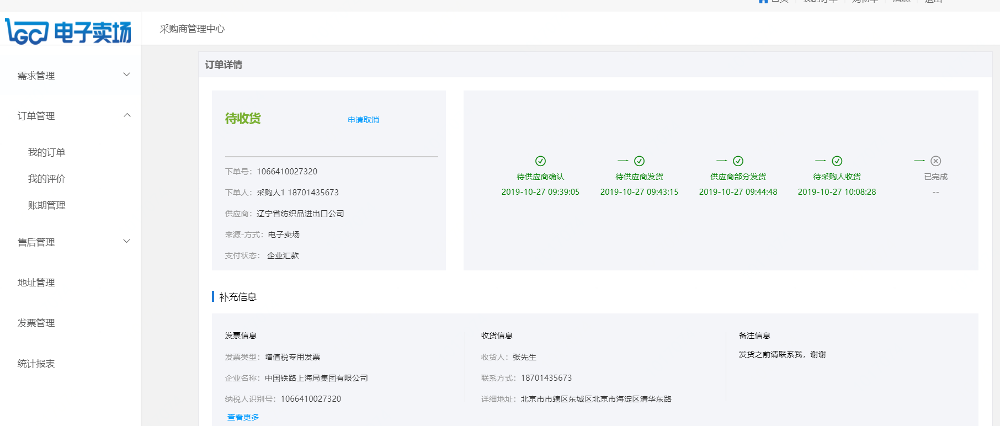 首页 我的订单 购物车 消息 退出
LGC 电子卖场
采购商管理中心
需求管理
订单管理
我的订单
我的评价
账期管理
售后管理
地址管理
发票管理
统计报表
订单详情
待收货 申请取消
下单号：1066410027320
下单人：采购人1 18701435673
供应商：辽宁省纺织品进出口公司
来源-方式：电子卖场
支付状态： 企业汇款
待供应商确认 待供应商发货 供应商部分发货 待采购人收货 已完成
2019-10-27 09:39:05 2019-10-27 09:43:15 2019-10-27 09:44:48 2019-10-27 10:08:28 --
补充信息
发票信息
发票类型：增值税专用发票
企业名称：中国铁路上海局集团有限公司
纳税人识别号：1066410027320
查看更多
收货信息
收货人：张先生
联系方式：18701435673
详细地址：北京市市辖区东城区北京市海淀区清华东路
备注信息
发货之前请联系我，谢谢